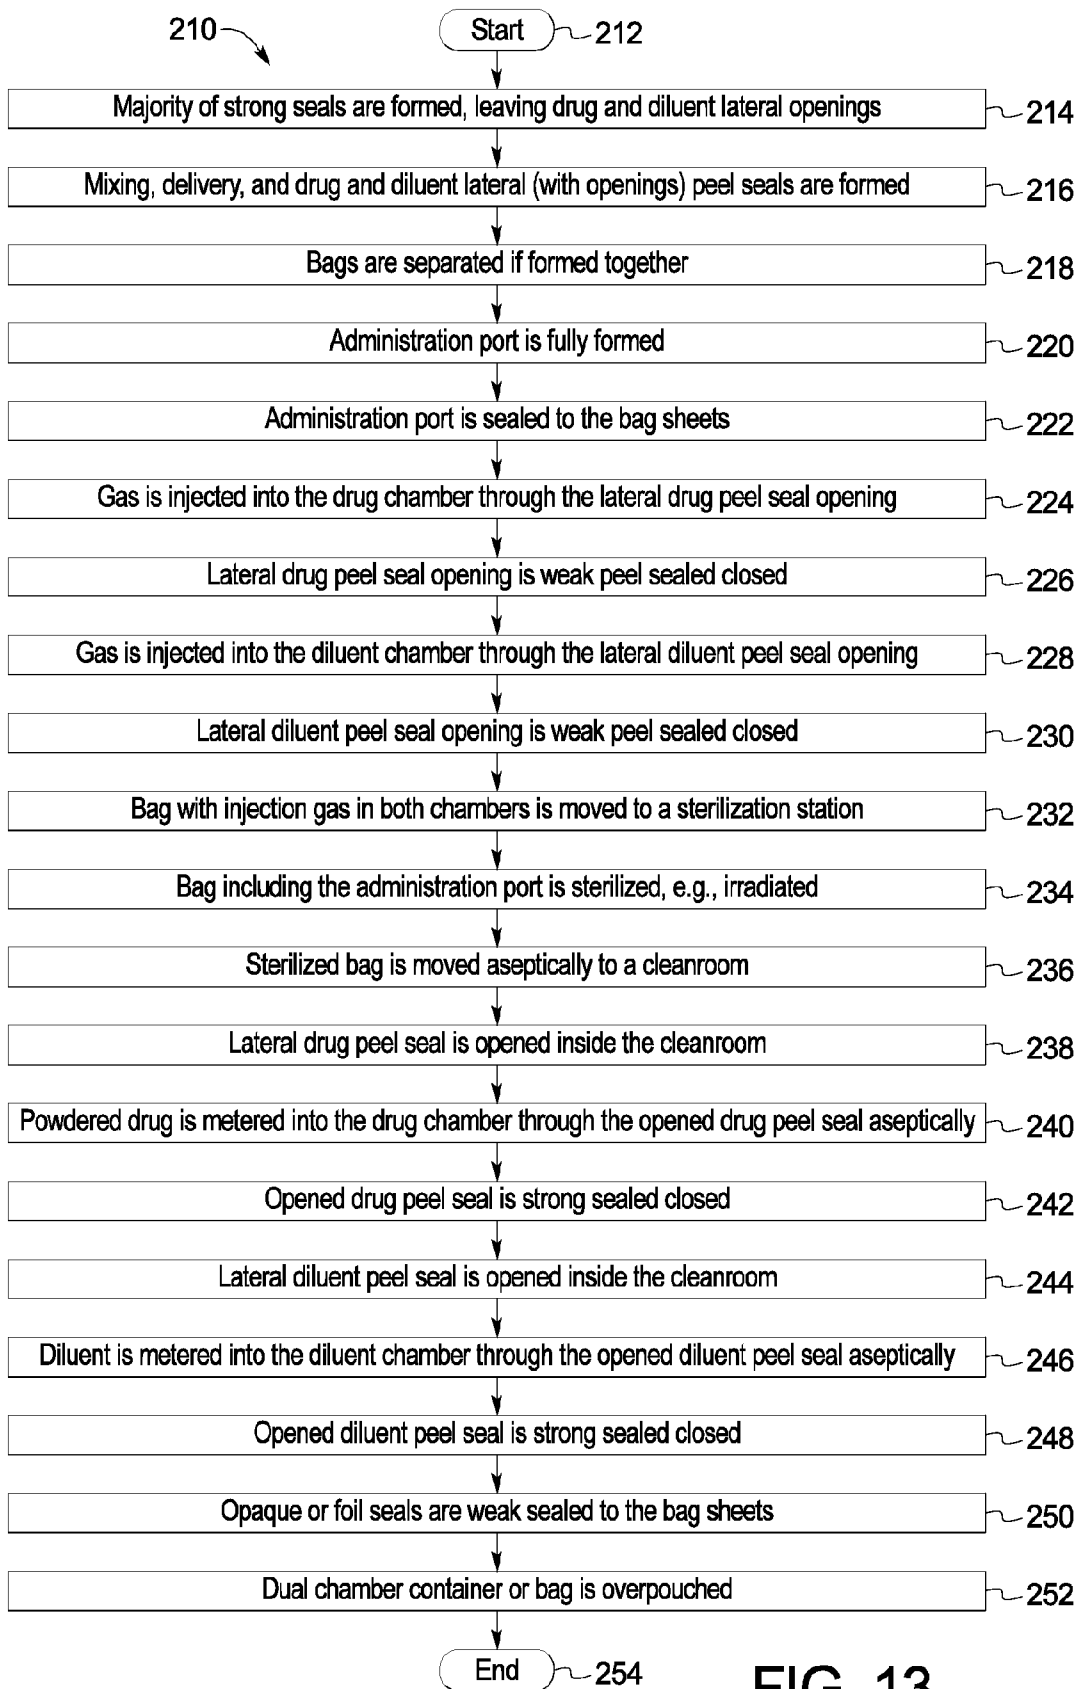 210
Start 212
Majority of strong seals are formed, leaving drug and diluent lateral openings 214
Mixing, delivery, and drug and diluent lateral (with openings) peel seals are formed 216
Bags are separated if formed together 218
Administration port is fully formed 220
Administration port is sealed to the bag sheets 222
Gas is injected into the drug chamber through the lateral drug peel seal opening 224
Lateral drug peel seal opening is weak peel sealed closed 226
Gas is injected into the diluent chamber through the lateral diluent peel seal opening 228
Lateral diluent peel seal opening is weak peel sealed closed 230
Bag with injection gas in both chambers is moved to a sterilization station 232
Bag including the administration port is sterilized, e.g., irradiated 234
Sterilized bag is moved aseptically to a cleanroom 236
Lateral drug peel seal is opened inside the cleanroom 238
Powdered drug is metered into the drug chamber through the opened drug peel seal aseptically 240
Opened drug peel seal is strong sealed closed 242
Lateral diluent peel seal is opened inside the cleanroom 244
Diluent is metered into the diluent chamber through the opened diluent peel seal aseptically 246
Opened diluent peel seal is strong sealed closed 248
Opaque or foil seals are weak sealed to the bag sheets 250
Dual chamber container or bag is overpouched 252
End 254
FIG. 13